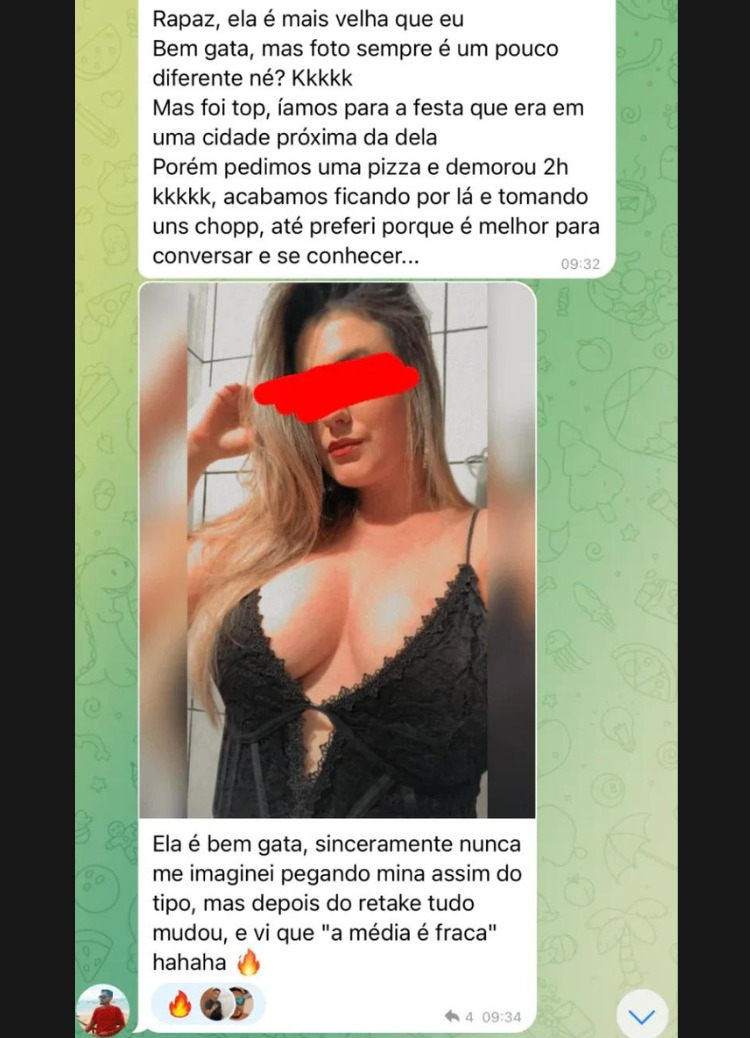 Rapaz, ela é mais velha que eu
Bem gata, mas foto sempre é um pouco
diferente né? Kkkkk
Mas foi top, íamos para a festa que era em
uma cidade próxima da dela
Porém pedimos uma pizza e demorou 2h
kkkkk, acabamos ficando por lá e tomando
uns chopp, até preferi porque é melhor para
conversar e se conhecer...
09:32
Ela é bem gata, sinceramente nunca
me imaginei pegando mina assim do
tipo, mas depois do retake tudo
mudou, e vi que "a média é fraca"
hahaha 🔥
🔥 4 09:34